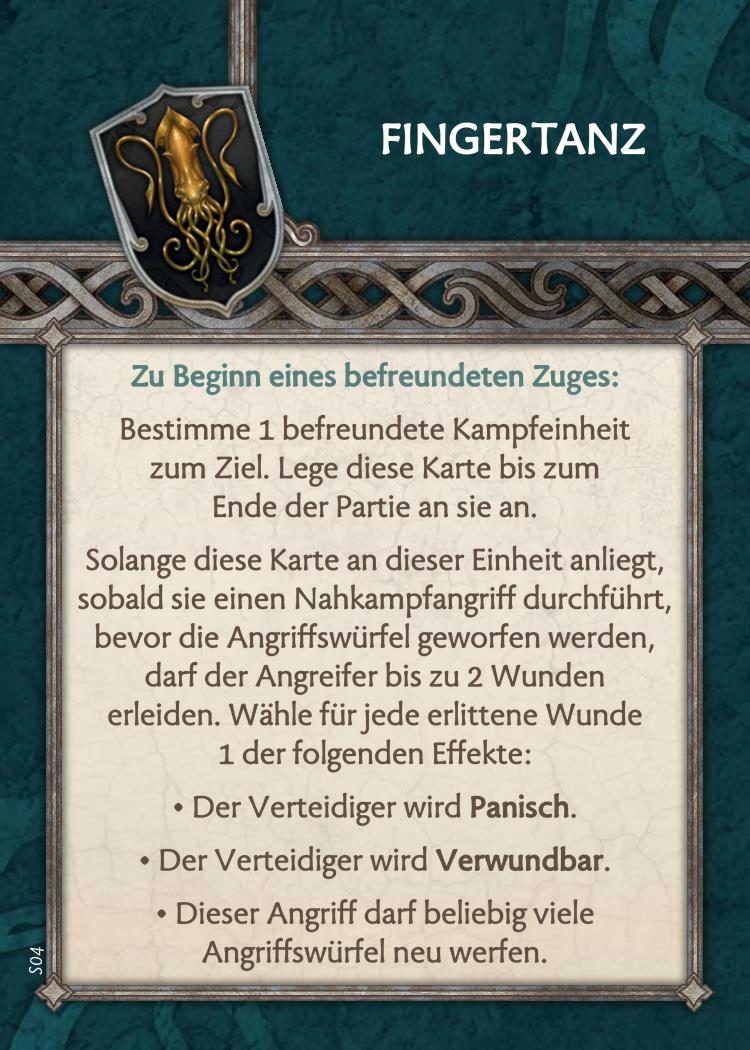 FINGERTANZ
Zu Beginn eines befreundeten Zuges:
Bestimme 1 befreundete Kampfeinheit
zum Ziel. Lege diese Karte bis zum
Ende der Partie an sie an.
Solange diese Karte an dieser Einheit anliegt,
sobald sie einen Nahkampfangriff durchführt,
bevor die Angriffswürfel geworfen werden,
darf der Angreifer bis zu 2 Wunden
erleiden. Wähle für jede erlittene Wunde
1 der folgenden Effekte:
• Der Verteidiger wird Panisch.
• Der Verteidiger wird Verwundbar.
• Dieser Angriff darf beliebig viele
Angriffswürfel neu werfen.
S04